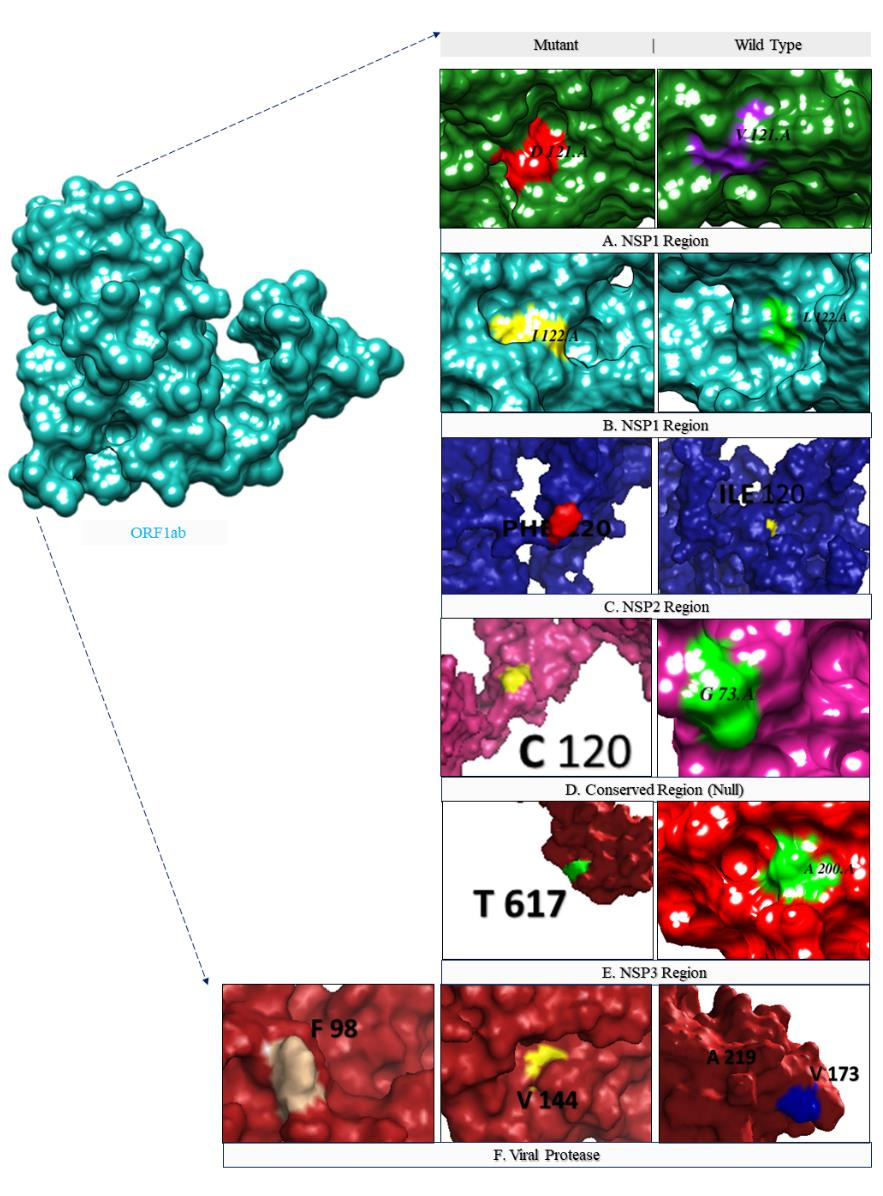 Mutant | Wild Type
D 121.A
V 121.A
A. NSP1 Region
I 122.A
L 122.A
B. NSP1 Region
PHE 120
ILE 120
C. NSP2 Region
ORF1ab
C 120
G 73.A
D. Conserved Region (Null)
T 617
A 200.A
E. NSP3 Region
F 98
V 144
A 219
V 173
F. Viral Protease